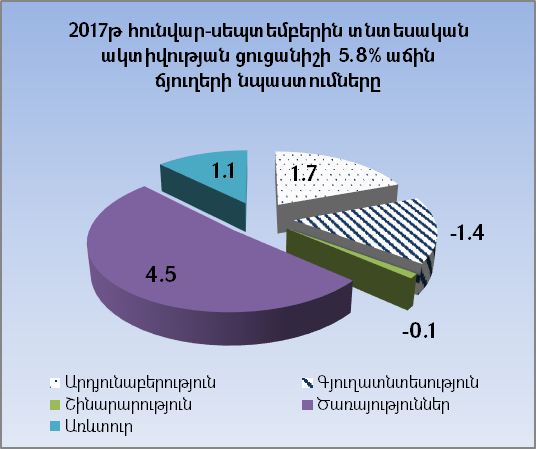 2017թ հունվար-սեպտեմբերին տնտեսական
ակտիվության ցուցանիշի 5.8% աճին
ճյուղերի նպաստումները
1.1
1.7
-1.4
4.5
-0.1
Արդյունաբերություն
Գյուղատնտեսություն
Շինարարություն
Ծառայություններ
Առևտուր